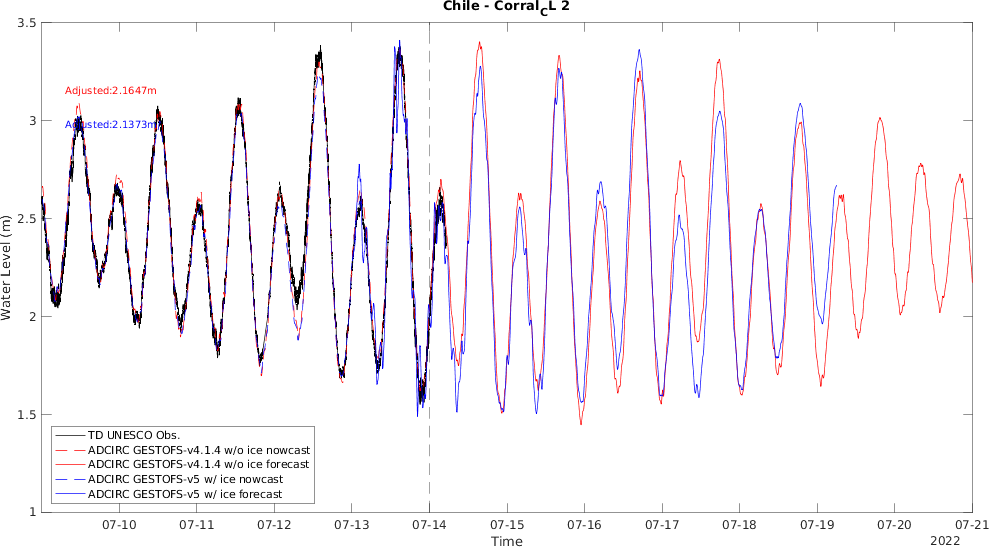 Chile - Corral_CL 2
3.5
3
2.5
2
1.5
1
Water Level (m)
Adjusted:2.1647m
Adjusted:2.1373m
TD UNESCO Obs.
ADCIRC GESTOFS-v4.1.4 w/o ice nowcast
ADCIRC GESTOFS-v4.1.4 w/o ice forecast
ADCIRC GESTOFS-v5 w/ ice nowcast
ADCIRC GESTOFS-v5 w/ ice forecast
07-10 07-11 07-12 07-13 07-14 07-15 07-16 07-17 07-18 07-19 07-20 07-21
Time
2022